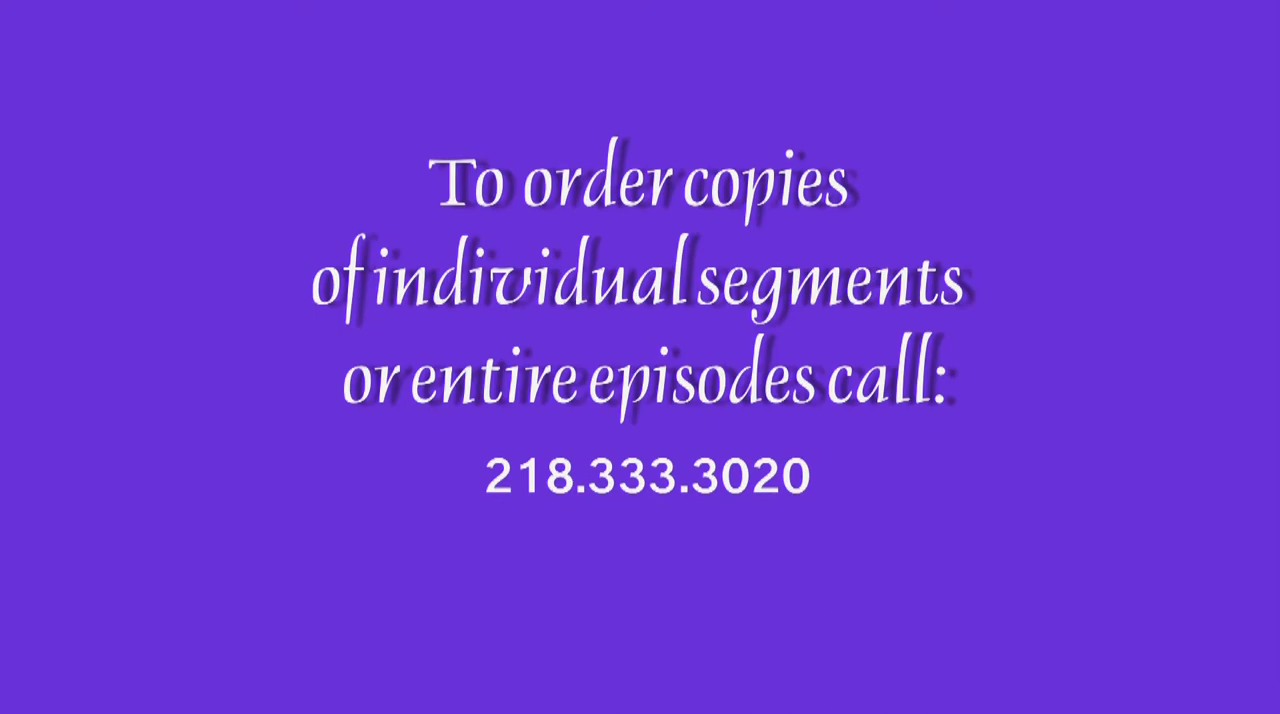 To order copies
of individual segments
or entire episodes call:
218.333.3020